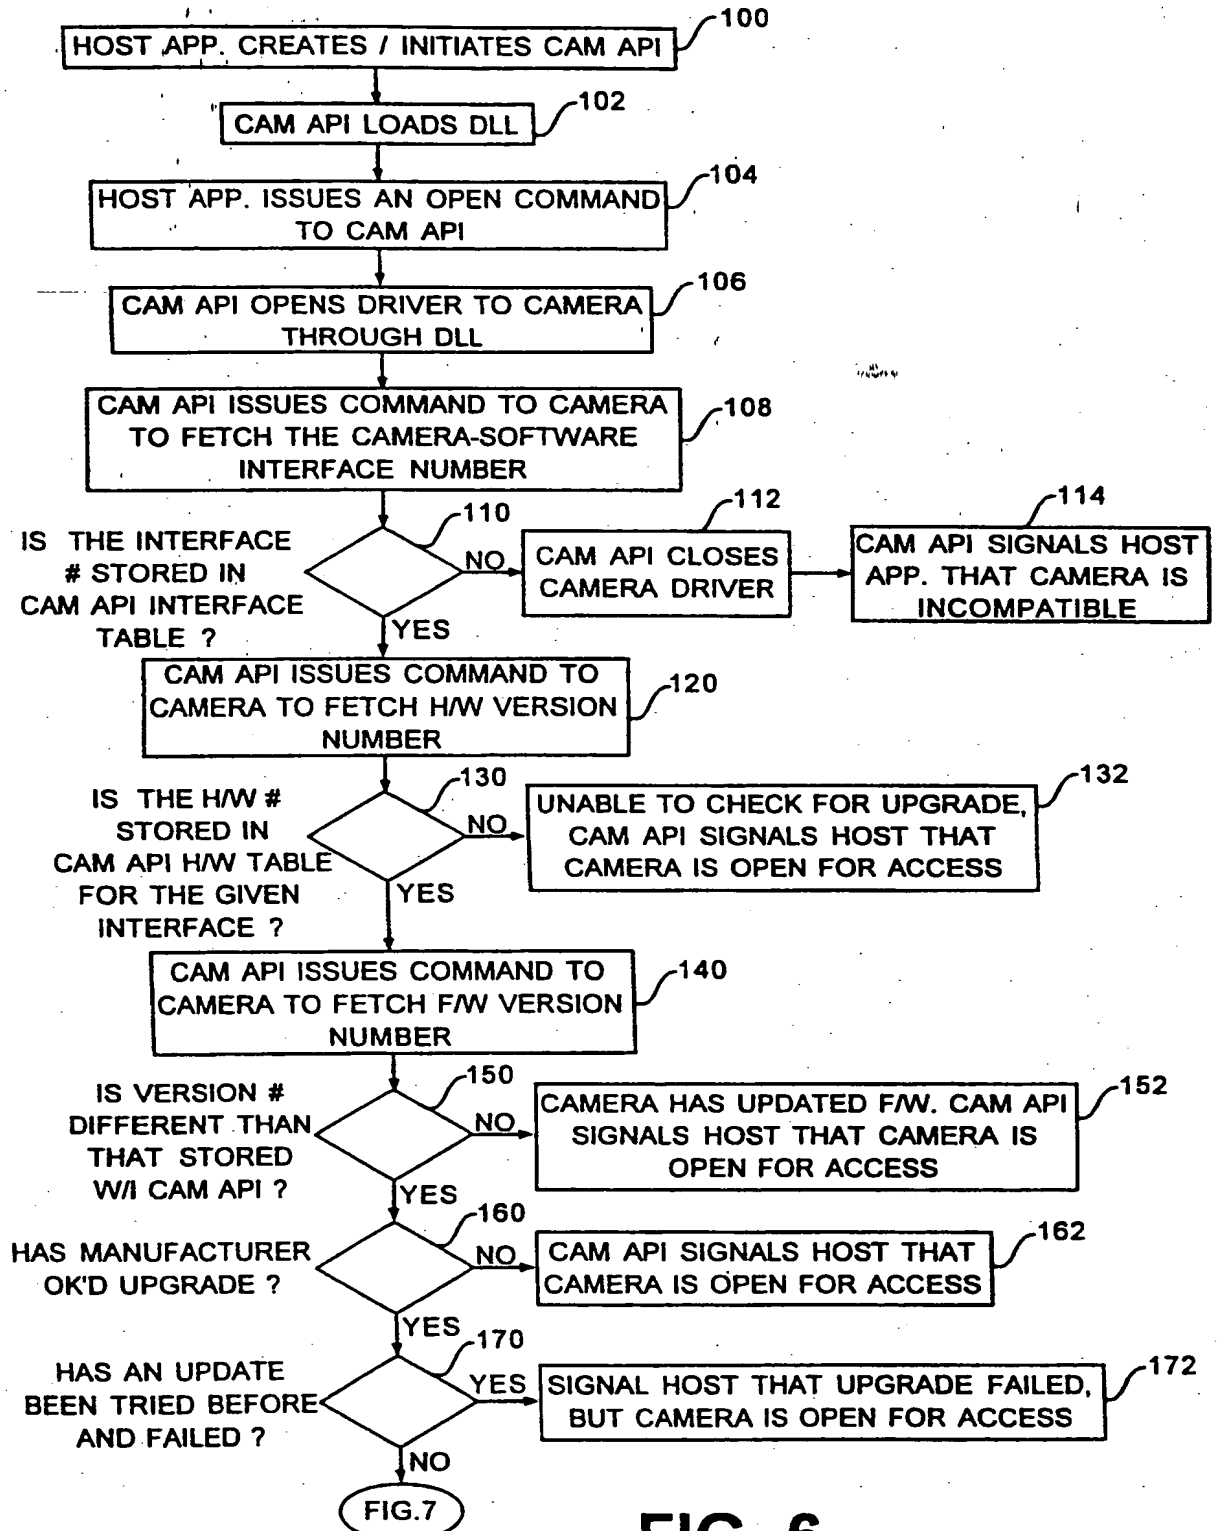 100
HOST APP. CREATES / INITIATES CAM API
102
CAM API LOADS DLL
104
HOST APP. ISSUES AN OPEN COMMAND
TO CAM API
106
CAM API OPENS DRIVER TO CAMERA
THROUGH DLL
108
CAM API ISSUES COMMAND TO CAMERA
TO FETCH THE CAMERA-SOFTWARE
INTERFACE NUMBER
110
IS THE INTERFACE
# STORED IN
CAM API INTERFACE
TABLE ?
NO
112
CAM API CLOSES
CAMERA DRIVER
114
CAM API SIGNALS HOST
APP. THAT CAMERA IS
INCOMPATIBLE
YES
120
CAM API ISSUES COMMAND TO
CAMERA TO FETCH H/W VERSION
NUMBER
130
IS THE H/W #
STORED IN
CAM API H/W TABLE
FOR THE GIVEN
INTERFACE ?
NO
132
UNABLE TO CHECK FOR UPGRADE,
CAM API SIGNALS HOST THAT
CAMERA IS OPEN FOR ACCESS
YES
140
CAM API ISSUES COMMAND TO
CAMERA TO FETCH F/W VERSION
NUMBER
150
IS VERSION #
DIFFERENT THAN
THAT STORED
W/I CAM API ?
NO
152
CAMERA HAS UPDATED F/W. CAM API
SIGNALS HOST THAT CAMERA IS
OPEN FOR ACCESS
YES
160
HAS MANUFACTURER
OK'D UPGRADE ?
NO
162
CAM API SIGNALS HOST THAT
CAMERA IS OPEN FOR ACCESS
YES
170
HAS AN UPDATE
BEEN TRIED BEFORE
AND FAILED ?
YES
172
SIGNAL HOST THAT UPGRADE FAILED,
BUT CAMERA IS OPEN FOR ACCESS
NO
FIG.7
FIG. 6